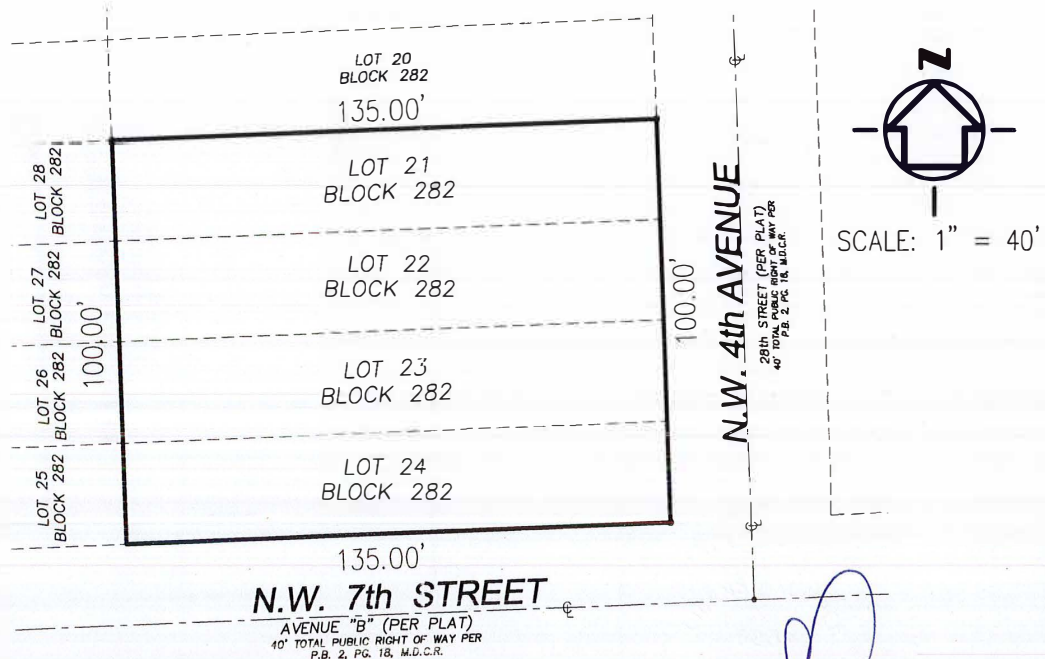 LOT 20
BLOCK 282
135.00'
LOT 28
BLOCK 282
LOT 27
BLOCK 282
LOT 26
BLOCK 282
LOT 25
BLOCK 282
100.00'
LOT 21
BLOCK 282
LOT 22
BLOCK 282
LOT 23
BLOCK 282
LOT 24
BLOCK 282
100.00'
135.00'
N.W. 4th AVENUE
28th STREET (PER PLAT)
40' TOTAL PUBLIC RIGHT OF WAY PER
P.B. 2, PG. 18, M.D.C.R.
N
SCALE: 1" = 40'
N.W. 7th STREET
AVENUE "B" (PER PLAT)
40' TOTAL PUBLIC RIGHT OF WAY PER
P.B. 2, PG. 18, M.D.C.R.